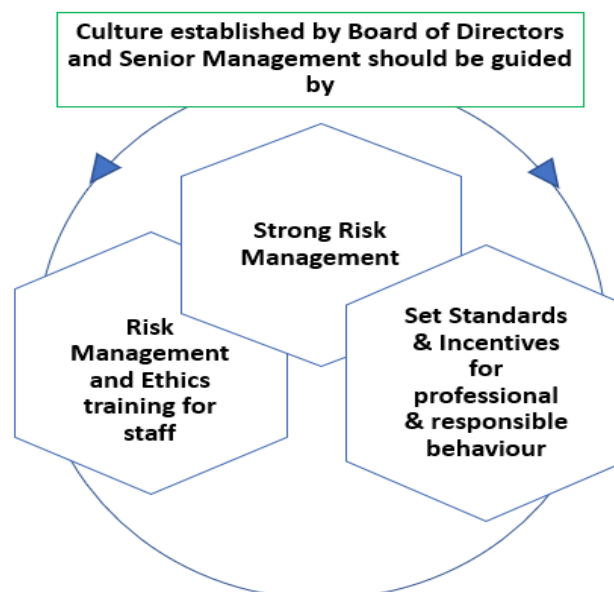 Culture established by Board of Directors
and Senior Management should be guided
by
Strong Risk
Management
Risk
Management
and Ethics
training for
staff
Set Standards
& Incentives
for
professional
& responsible
behaviour